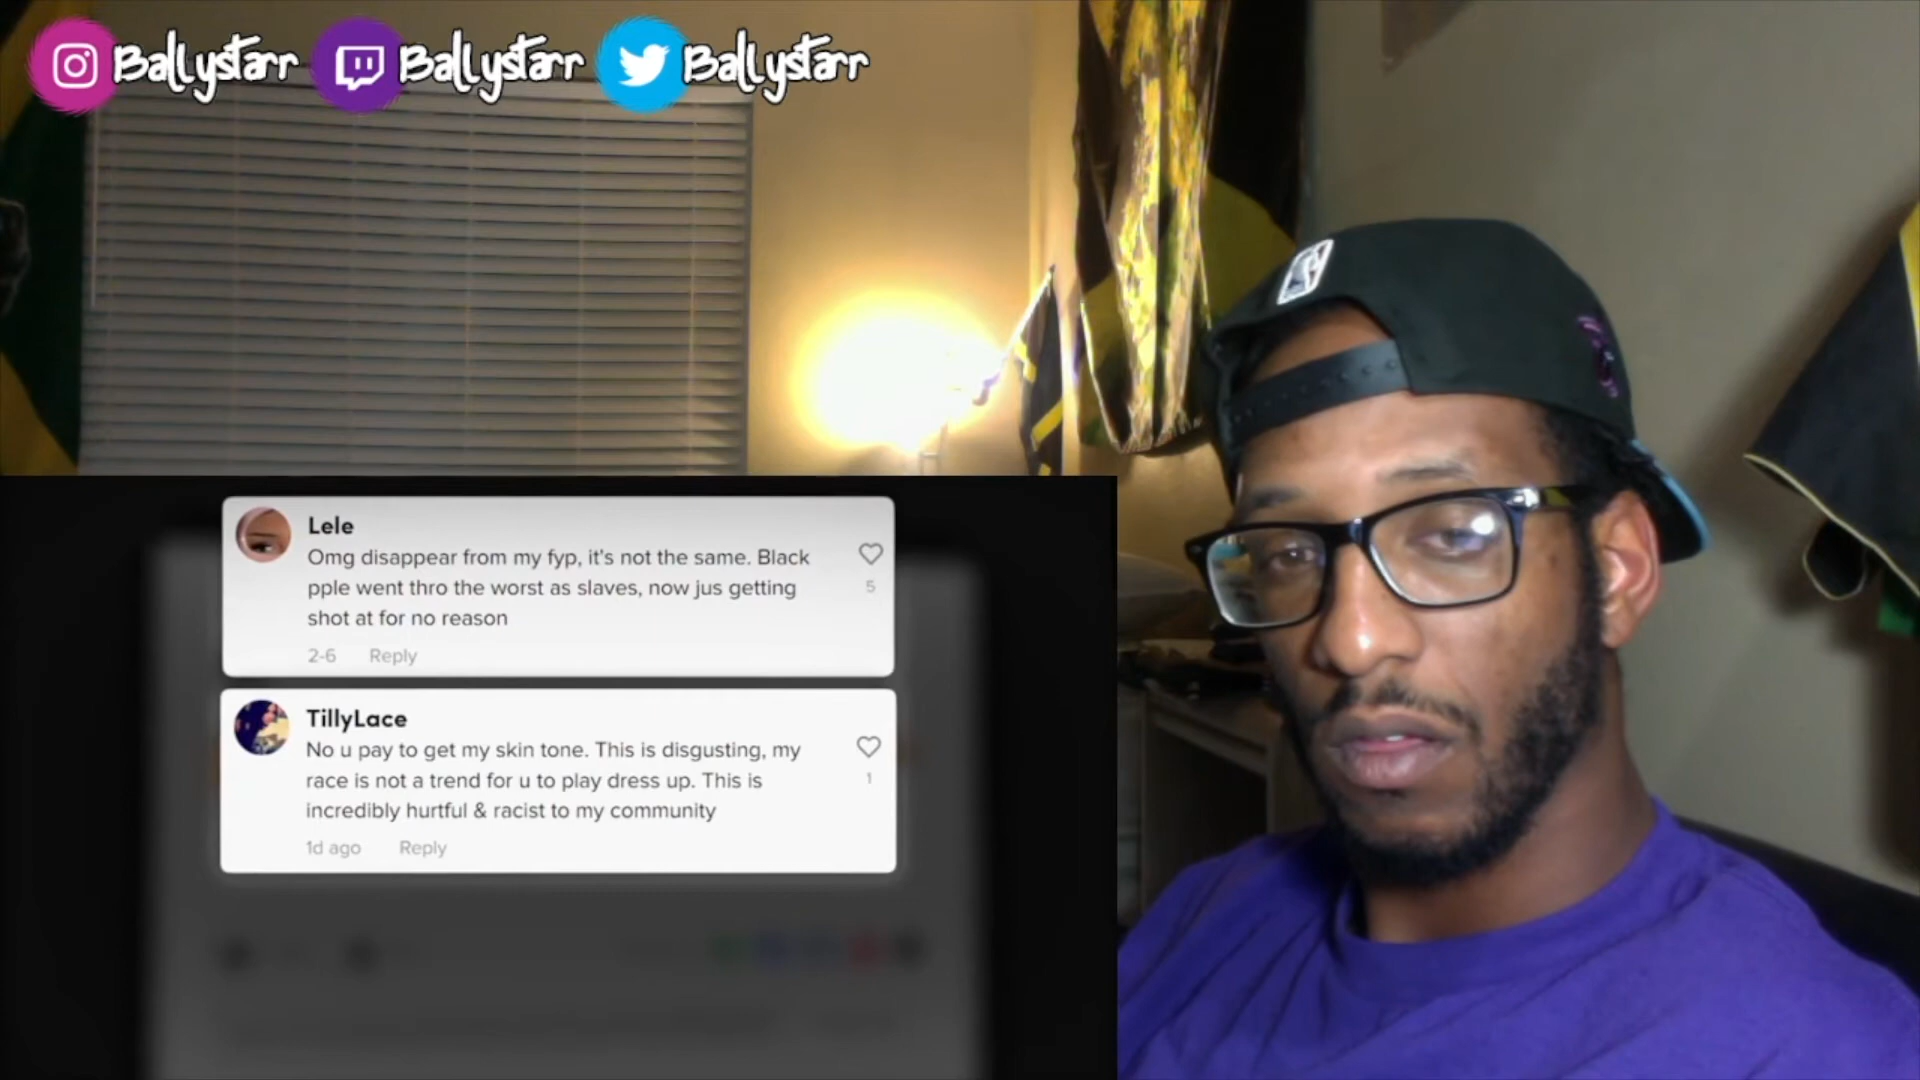 Ballystarr Ballystarr Ballystarr
Lele
Omg disappear from my fyp, it's not the same. Black
pple went thro the worst as slaves, now jus getting
shot at for no reason
5
2-6 Reply
TillyLace
No u pay to get my skin tone. This is disgusting, my
race is not a trend for u to play dress up. This is
incredibly hurtful & racist to my community
1
1d ago Reply